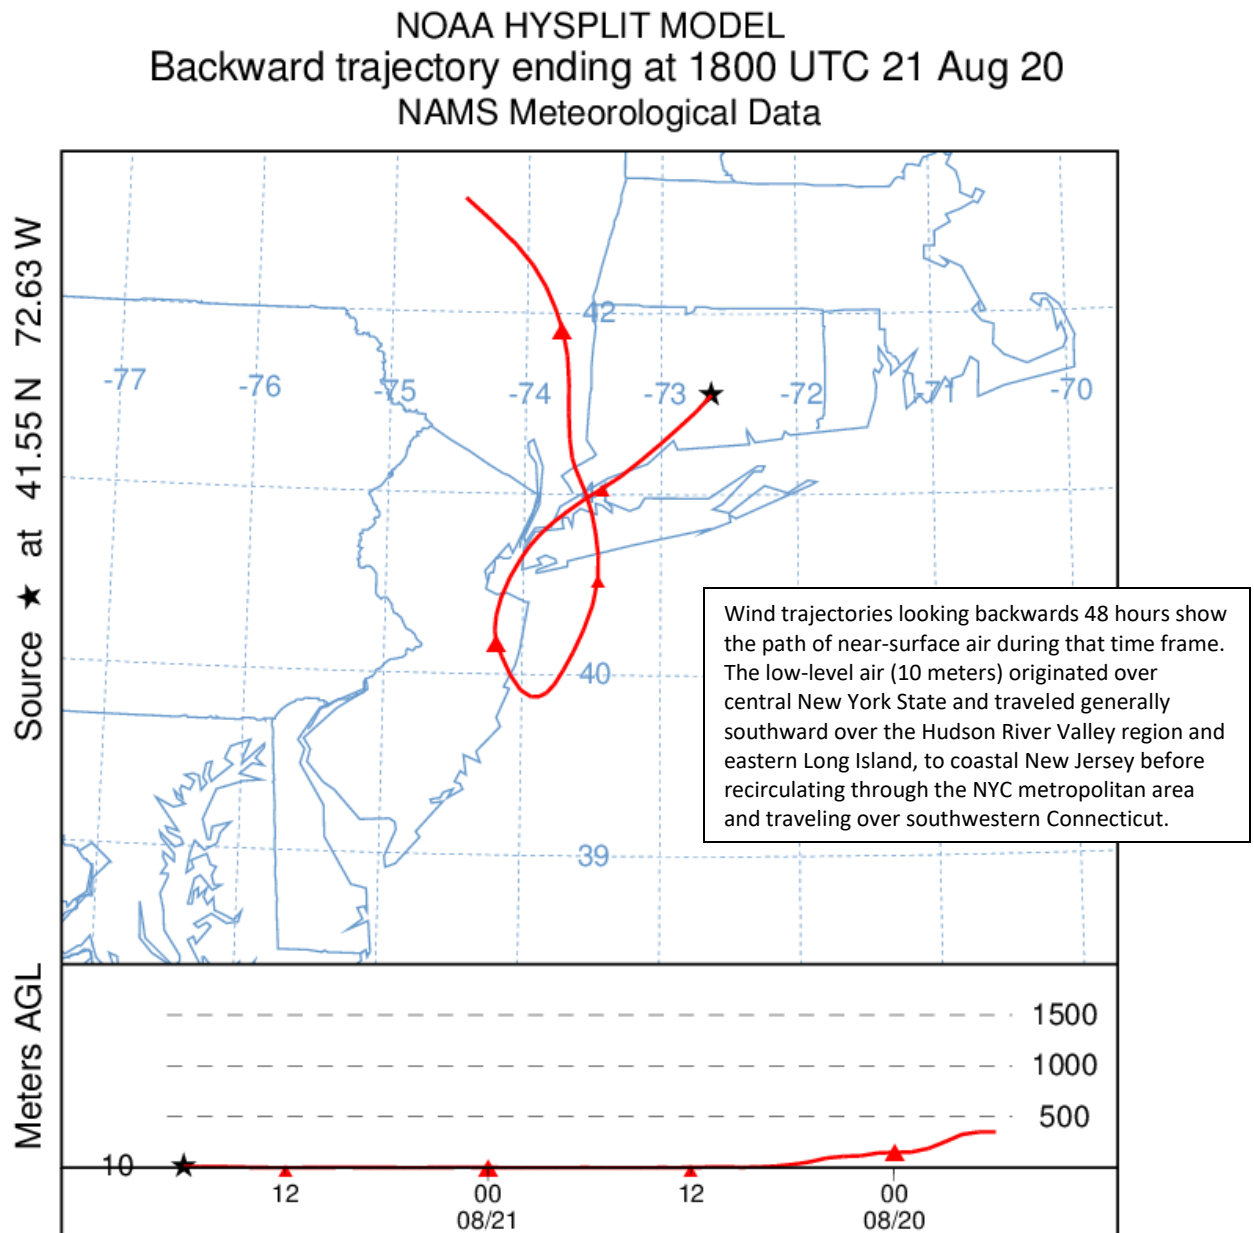 NOAA HYSPLIT MODEL
Backward trajectory ending at 1800 UTC 21 Aug 20
NAMS Meteorological Data
Source ★ at 41.55 N 72.63 W
42
-77 -76 -75 -74 -73 -72 -71 -70
40
39
Wind trajectories looking backwards 48 hours show
the path of near-surface air during that time frame.
The low-level air (10 meters) originated over
central New York State and traveled generally
southward over the Hudson River Valley region and
eastern Long Island, to coastal New Jersey before
recirculating through the NYC metropolitan area
and traveling over southwestern Connecticut.
Meters AGL
1500
1000
500
10
12 00 12 00
08/21 08/20